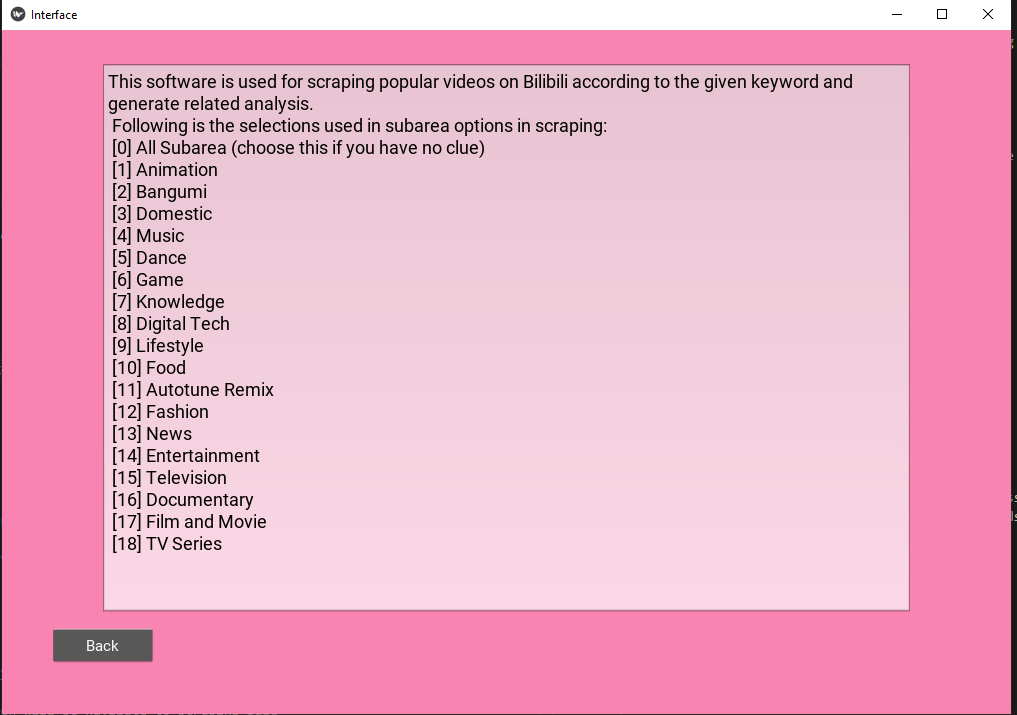 Interface
This software is used for scraping popular videos on Bilibili according to the given keyword and
generate related analysis.
Following is the selections used in subarea options in scraping:
[0] All Subarea (choose this if you have no clue)
[1] Animation
[2] Bangumi
[3] Domestic
[4] Music
[5] Dance
[6] Game
[7] Knowledge
[8] Digital Tech
[9] Lifestyle
[10] Food
[11] Autotune Remix
[12] Fashion
[13] News
[14] Entertainment
[15] Television
[16] Documentary
[17] Film and Movie
[18] TV Series
Back